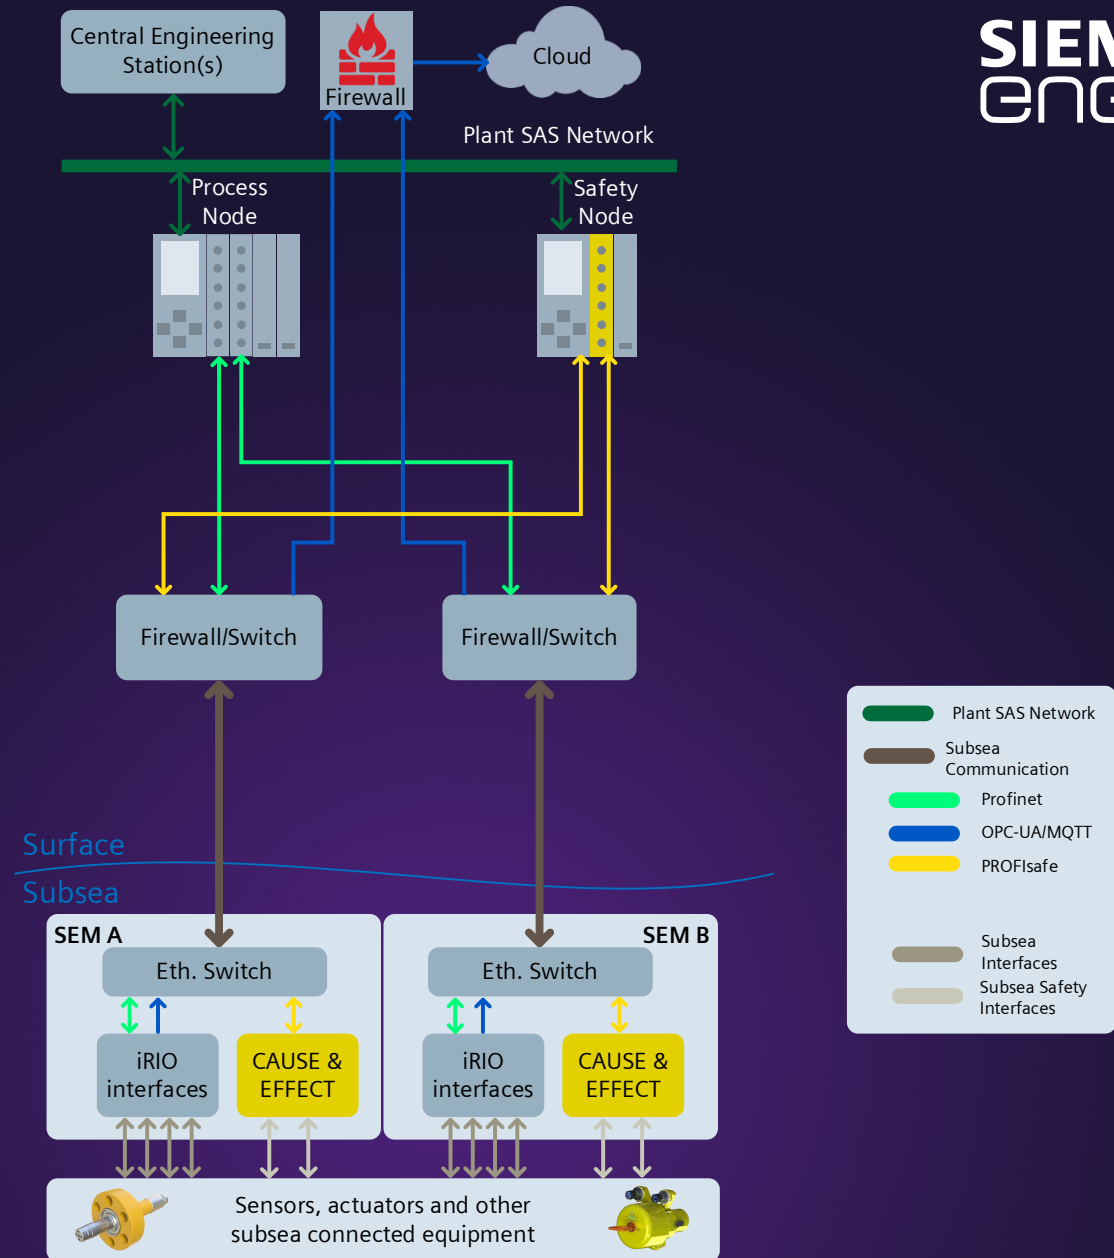 Central Engineering
Station(s)
Firewall
Cloud
SIEM
ene
Plant SAS Network
Process
Node
Safety
Node
Firewall/Switch
Firewall/Switch
Plant SAS Network
Subsea
Communication
Profinet
OPC-UA/MQTT
PROFIsafe
Subsea
Interfaces
Subsea Safety
Interfaces
Surface
Subsea
SEM A
SEM B
Eth. Switch
Eth. Switch
iRIO
interfaces
CAUSE &
EFFECT
iRIO
interfaces
CAUSE &
EFFECT
Sensors, actuators and other
subsea connected equipment